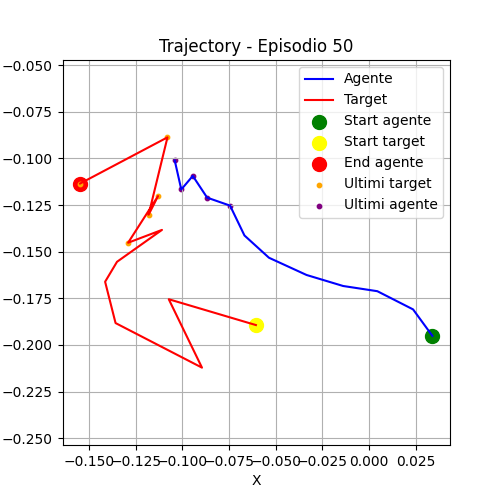 Trajectory - Episodio 50
Agente
Target
Start agente
Start target
End agente
Ultimi target
Ultimi agente
−0.050
−0.075
−0.100
−0.125
−0.150
−0.175
−0.200
−0.225
−0.250
−0.150 −0.125 −0.100 −0.075 −0.050 −0.025 0.000 0.025
X